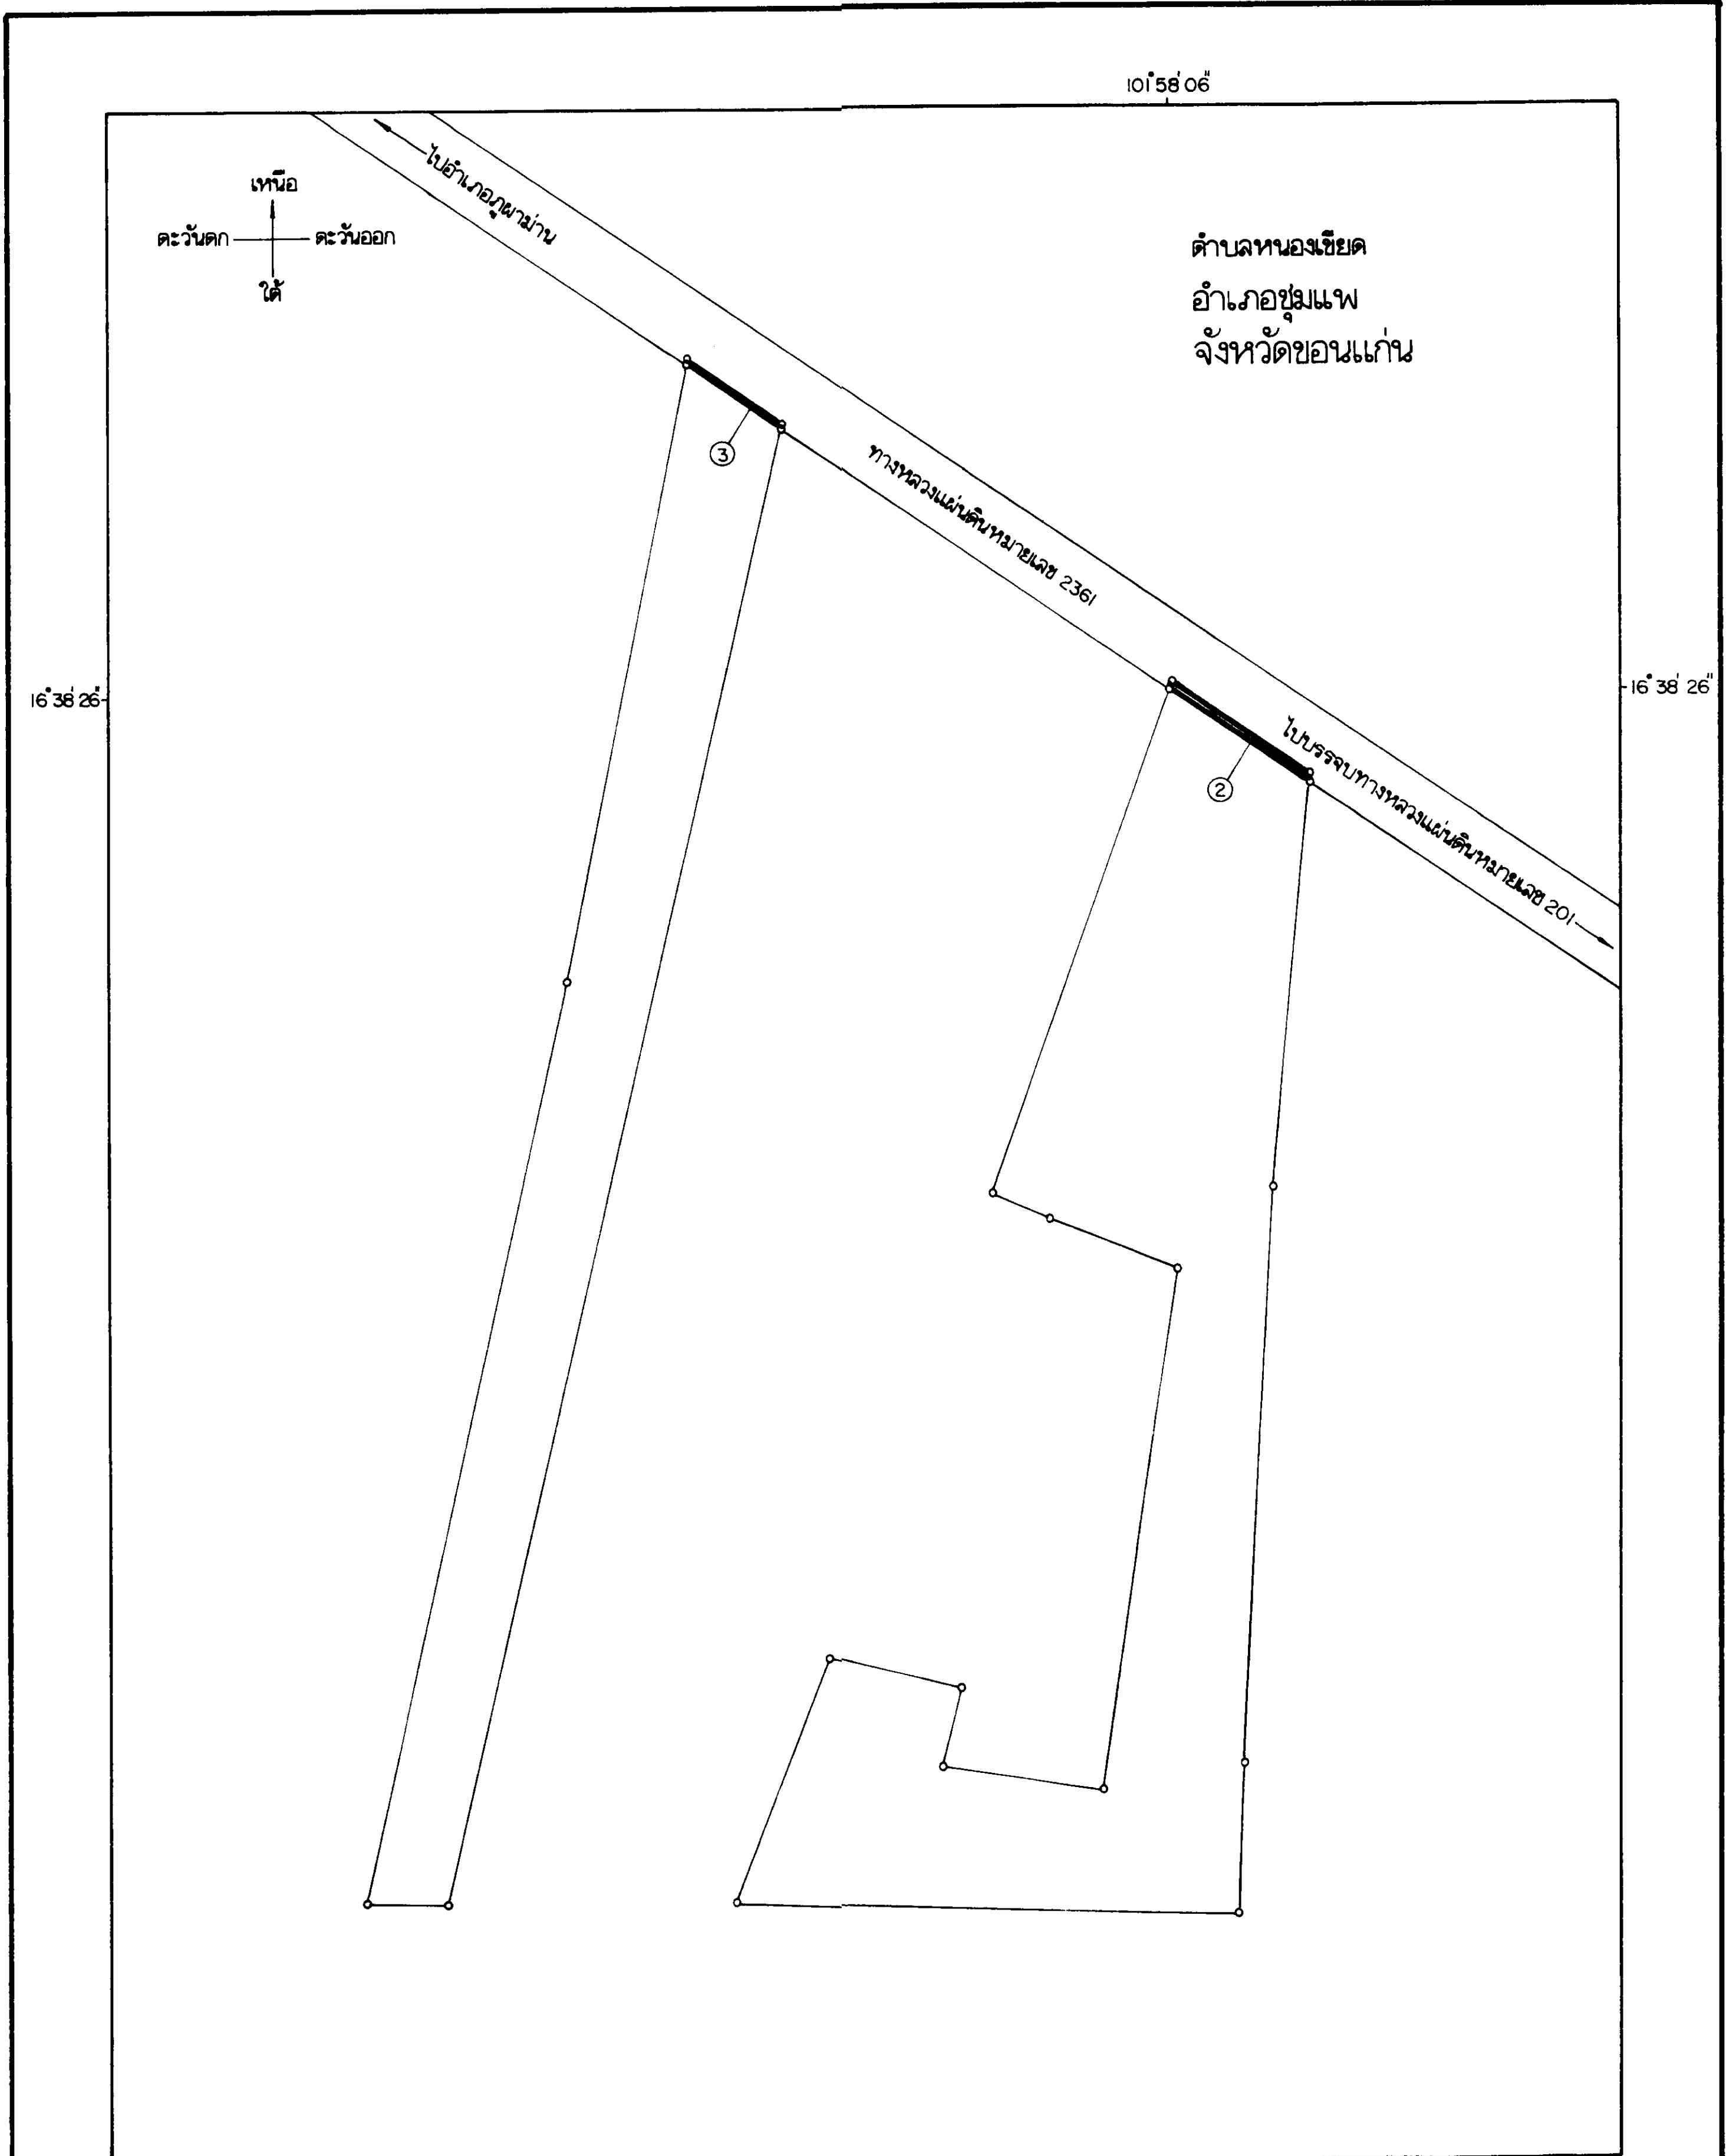 101°58'06"
ไปอำเภอภูผาม่าน
เหนือ
ตะวันตก
ตะวันออก
ใต้
ตำบลหนองเขียด
อำเภอชุมแพ
จังหวัดขอนแก่น
3
ทางหลวงแผ่นดินหมายเลข 2361
16°38'26"
16°38'26"
ไปบรรจบทางหลวงแผ่นดินหมายเลข 201
2